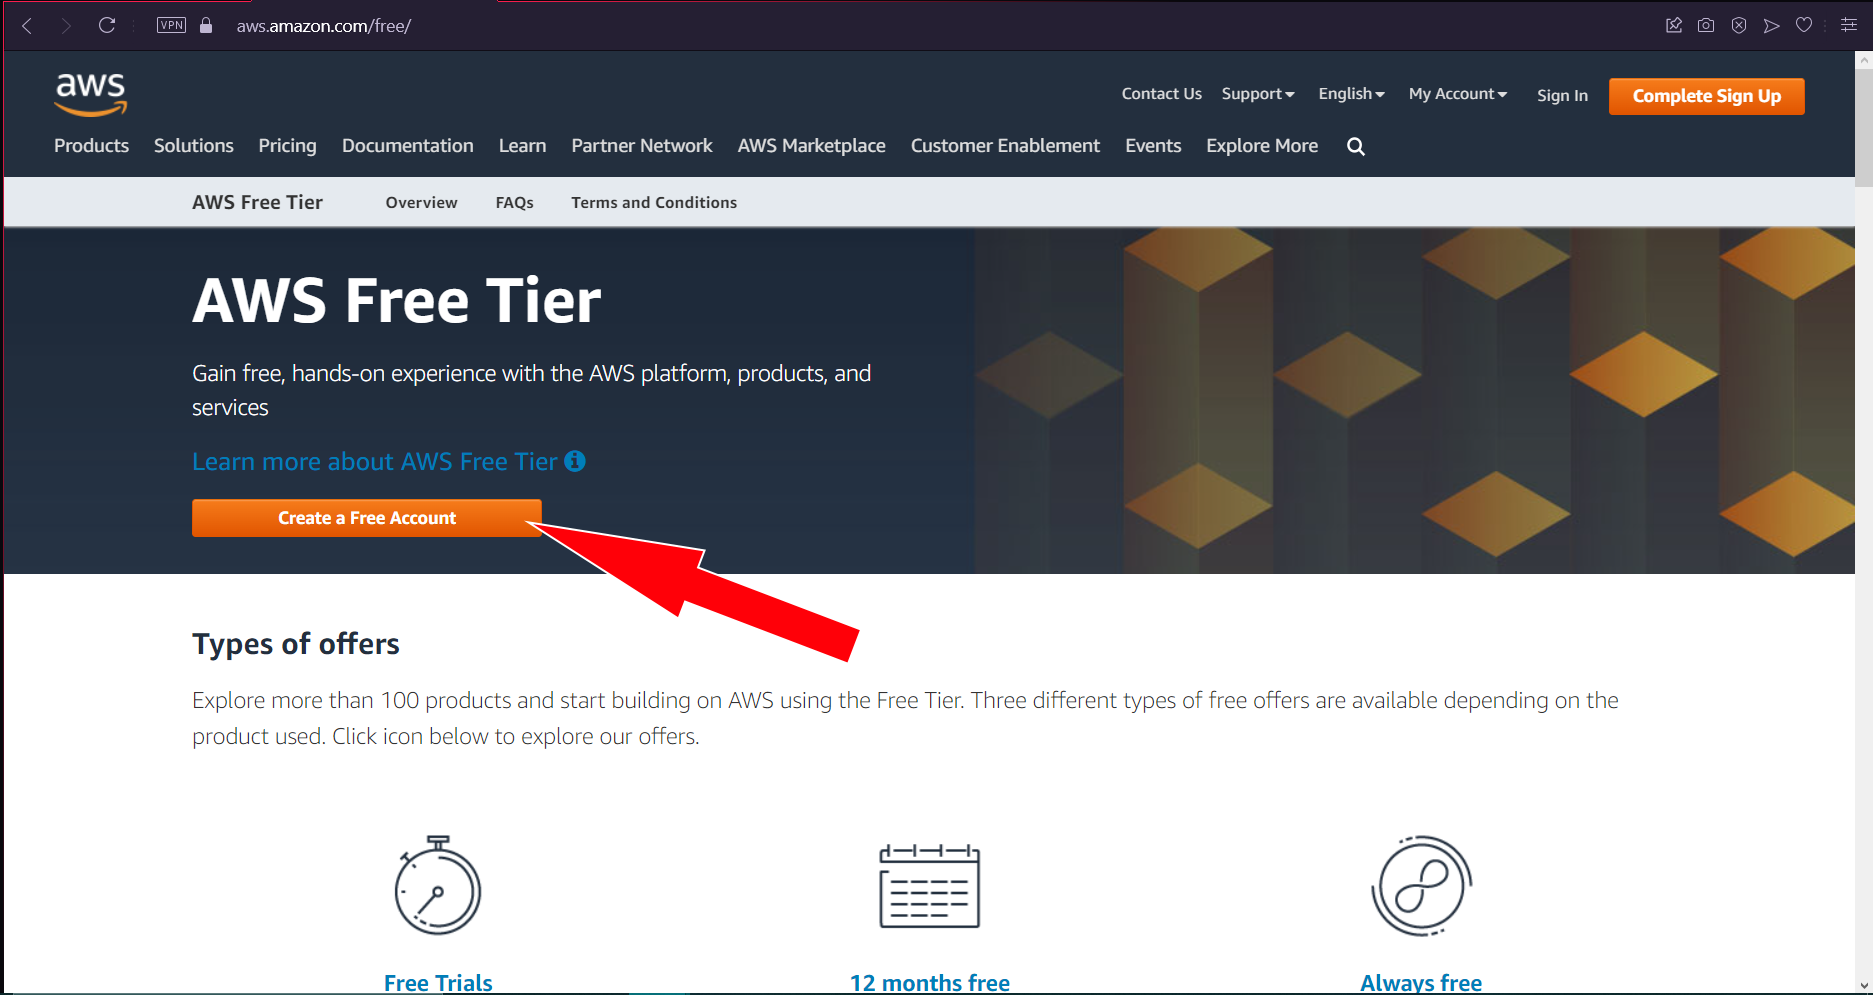 VPN aws.amazon.com/free/
aws
Contact Us Support English My Account Sign In Complete Sign Up
Products Solutions Pricing Documentation Learn Partner Network AWS Marketplace Customer Enablement Events Explore More
AWS Free Tier Overview FAQs Terms and Conditions
AWS Free Tier
Gain free, hands-on experience with the AWS platform, products, and
services
Learn more about AWS Free Tier
Create a Free Account
Types of offers
Explore more than 100 products and start building on AWS using the Free Tier. Three different types of free offers are available depending on the
product used. Click icon below to explore our offers.
Free Trials 12 months free Always free